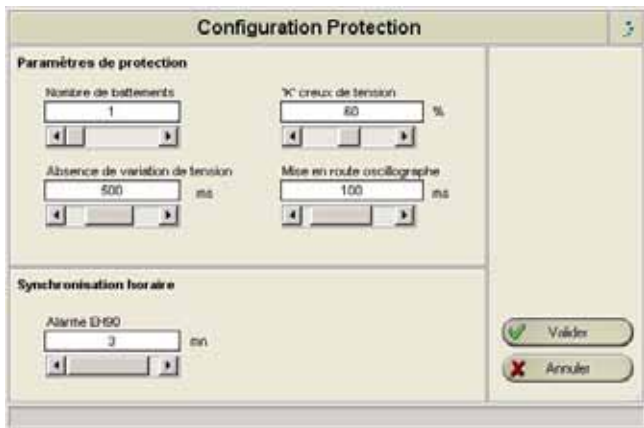 Configuration Protection
Paramètres de protection
Nombre de battements
1
'K' creux de tension
60
%
Absence de variation de tension
500
ms
Mise en route oscillographe
100
ms
Synchronisation horaire
Alarme EH90
3
mn
Valider
Annuler